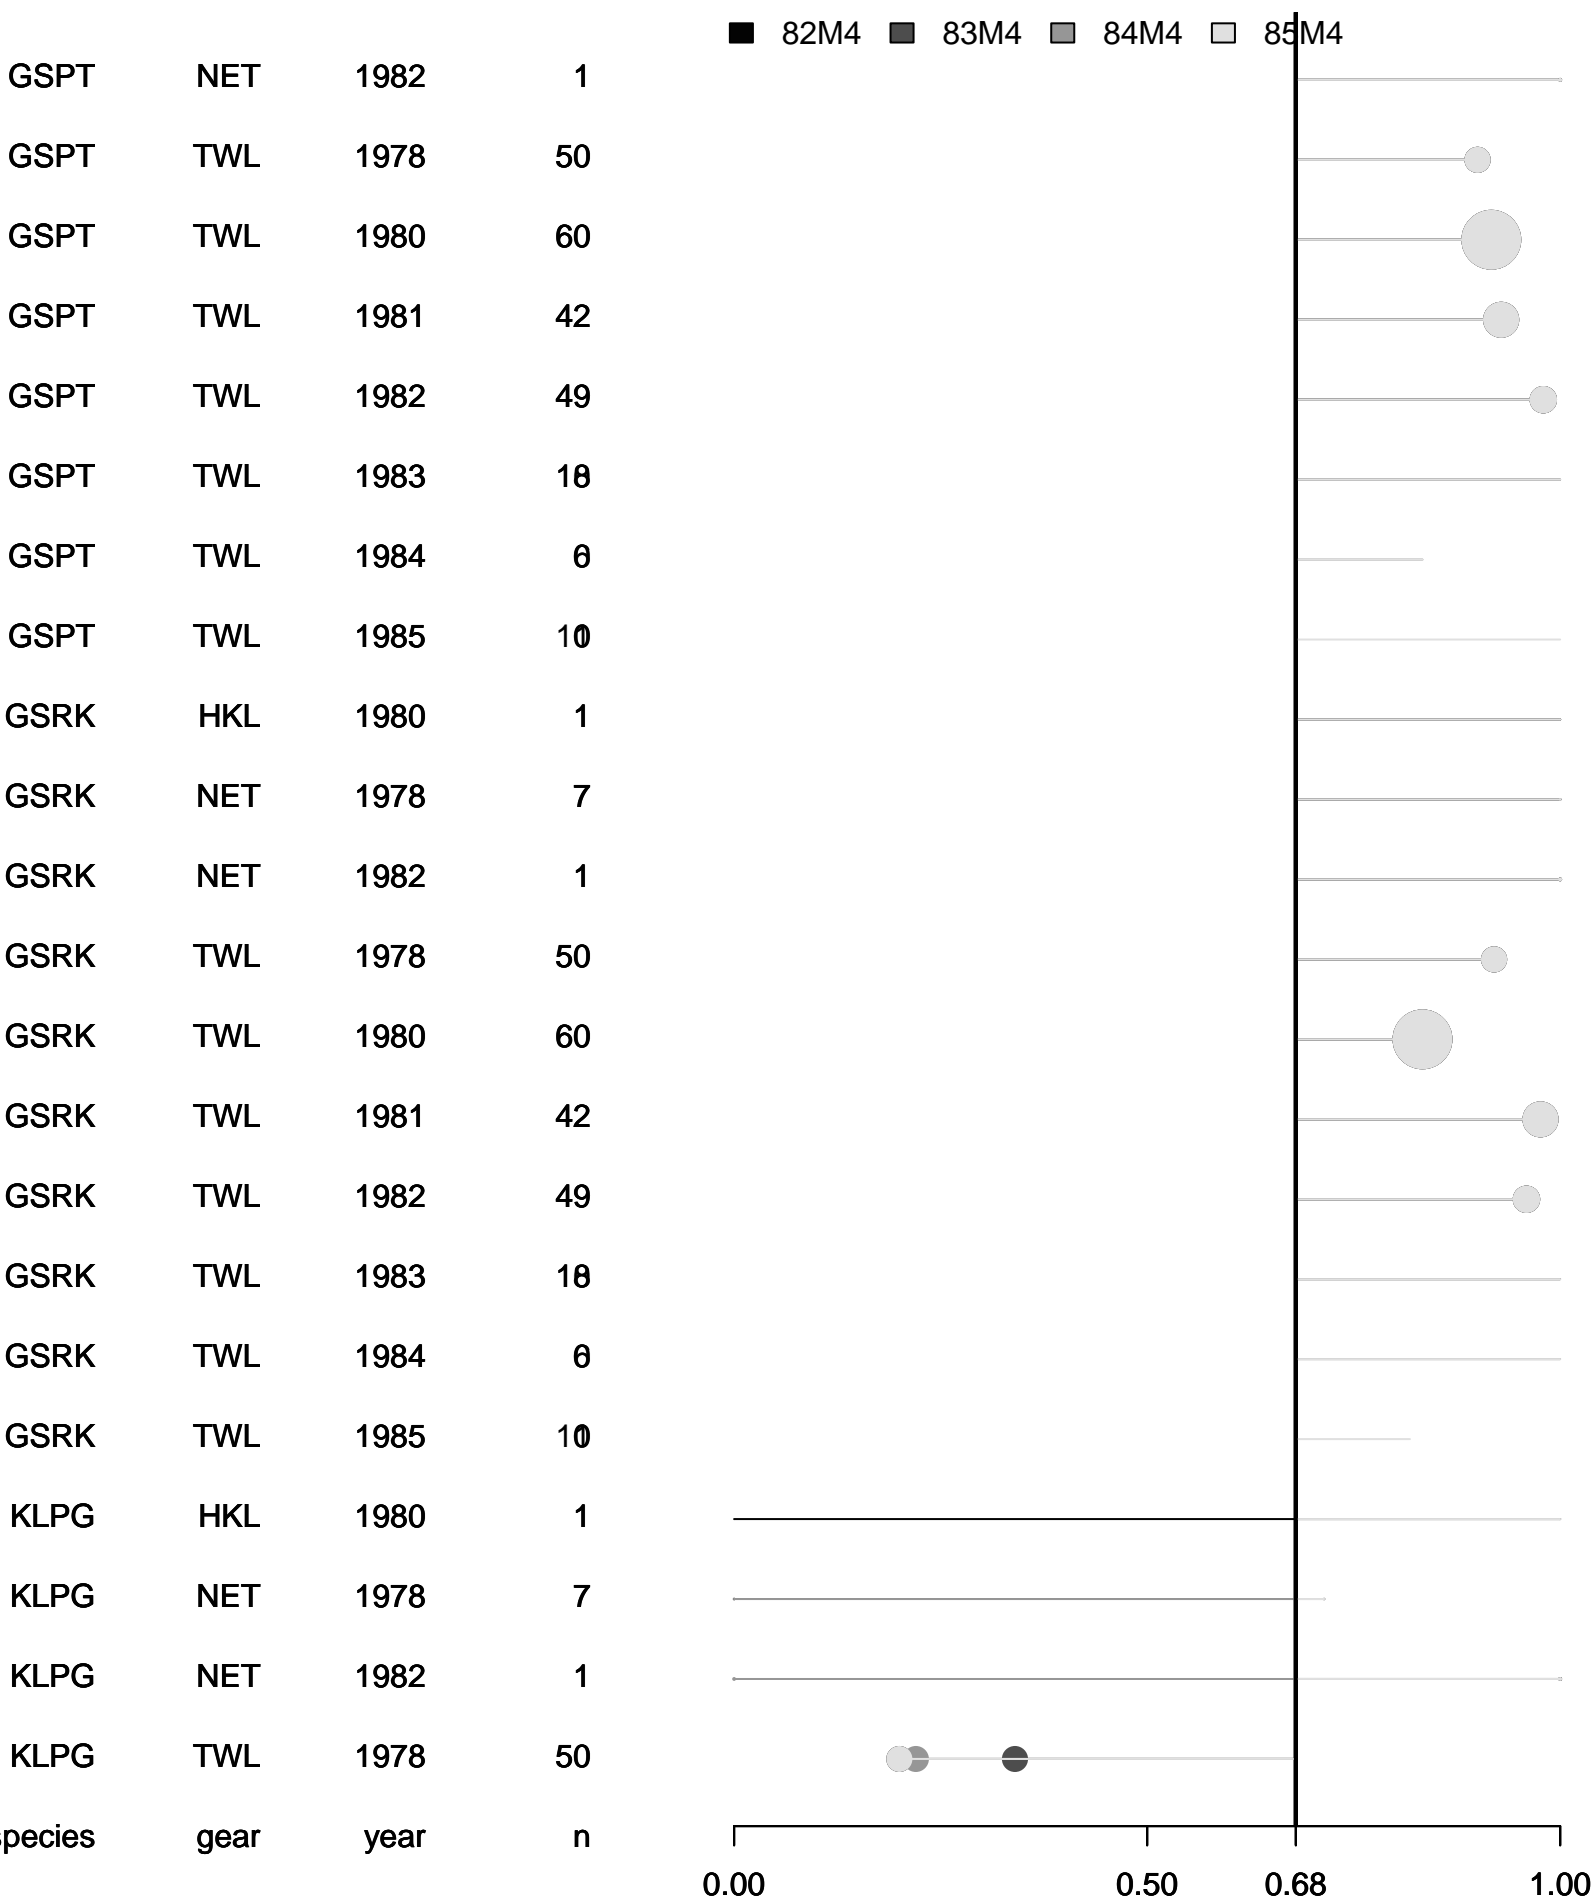 82M4 83M4 84M4 85M4
GSPT NET 1982 1
GSPT TWL 1978 50
GSPT TWL 1980 60
GSPT TWL 1981 42
GSPT TWL 1982 49
GSPT TWL 1983
GSPT TWL 1984
GSPT TWL 1985
GSRK HKL 1980 1
GSRK NET 1978 7
GSRK NET 1982 1
GSRK TWL 1978 50
GSRK TWL 1980 60
GSRK TWL 1981 42
GSRK TWL 1982 49
GSRK TWL 1983
GSRK TWL 1984
GSRK TWL 1985
KLPG HKL 1980 1
KLPG NET 1978 7
KLPG NET 1982 1
KLPG TWL 1978 50
species gear year n
0.00 0.50 0.68 1.00